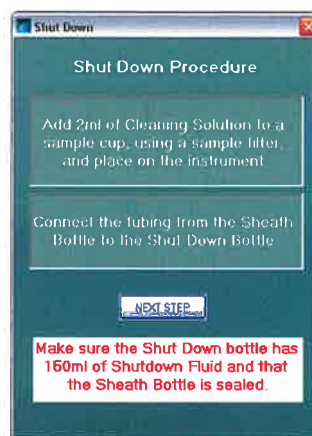 Shut Down
Shut Down Procedure
Add 2ml of Cleaning Solution to a
sample cup, using a sample filter,
and place on the instrument
Connect the tubing from the Sheath
Bottle to the Shut Down Bottle
NEXT STEP
Make sure the Shut Down bottle has
150ml of Shutdown Fluid and that
the Sheath Bottle is sealed.